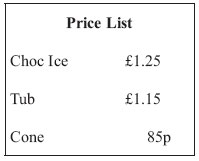 Price List
Choc Ice £1.25
Tub £1.15
Cone 85p